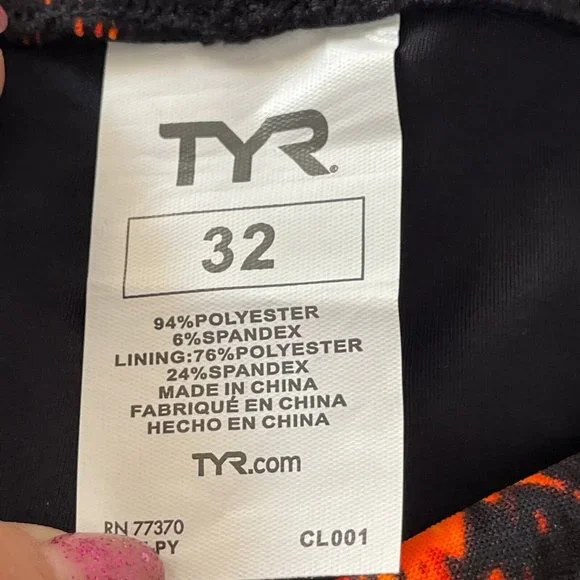 TYR®
32
94%POLYESTER
6%SPANDEX
LINING:76%POLYESTER
24%SPANDEX
MADE IN CHINA
FABRIQUÉ EN CHINA
HECHO EN CHINA
TYR.com
RN 77370
PY
CL001